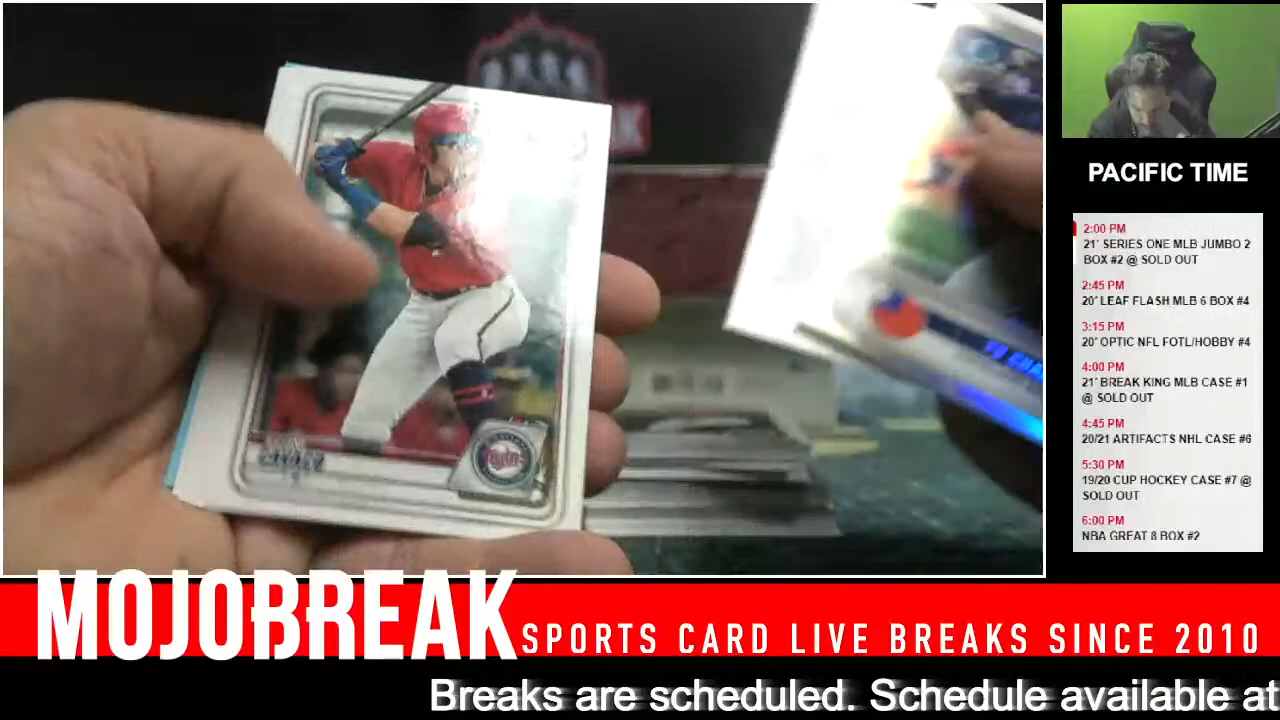 PACIFIC TIME
2:00 PM
21' SERIES ONE MLB JUMBO 2
BOX #2 @ SOLD OUT
2:45 PM
20' LEAF FLASH MLB 6 BOX #4
3:15 PM
20' OPTIC NFL FOTL/HOBBY #4
4:00 PM
21' BREAK KING MLB CASE #1
@ SOLD OUT
4:45 PM
20/21 ARTIFACTS NHL CASE #6
5:30 PM
19/20 CUP HOCKEY CASE #7 @
SOLD OUT
6:00 PM
NBA GREAT 8 BOX #2
MOJOBREAK
SPORTS CARD LIVE BREAKS SINCE 2010
Breaks are scheduled. Schedule available at